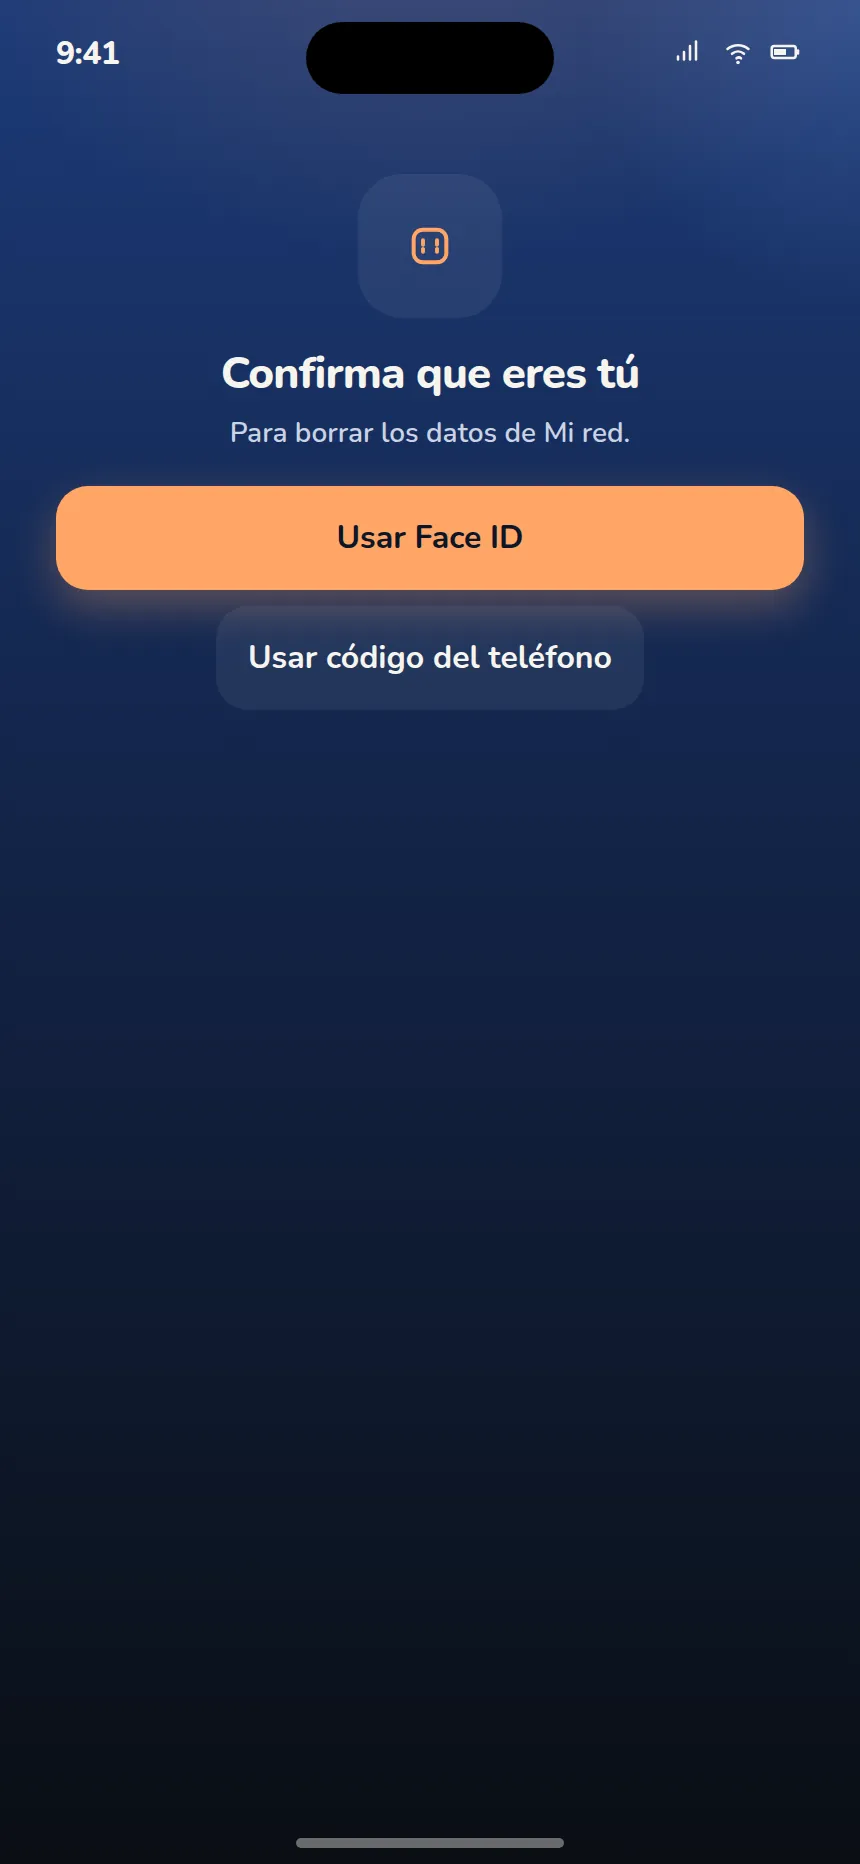 9:41
Confirma que eres tú
Para borrar los datos de Mi red.
Usar Face ID
Usar código del teléfono